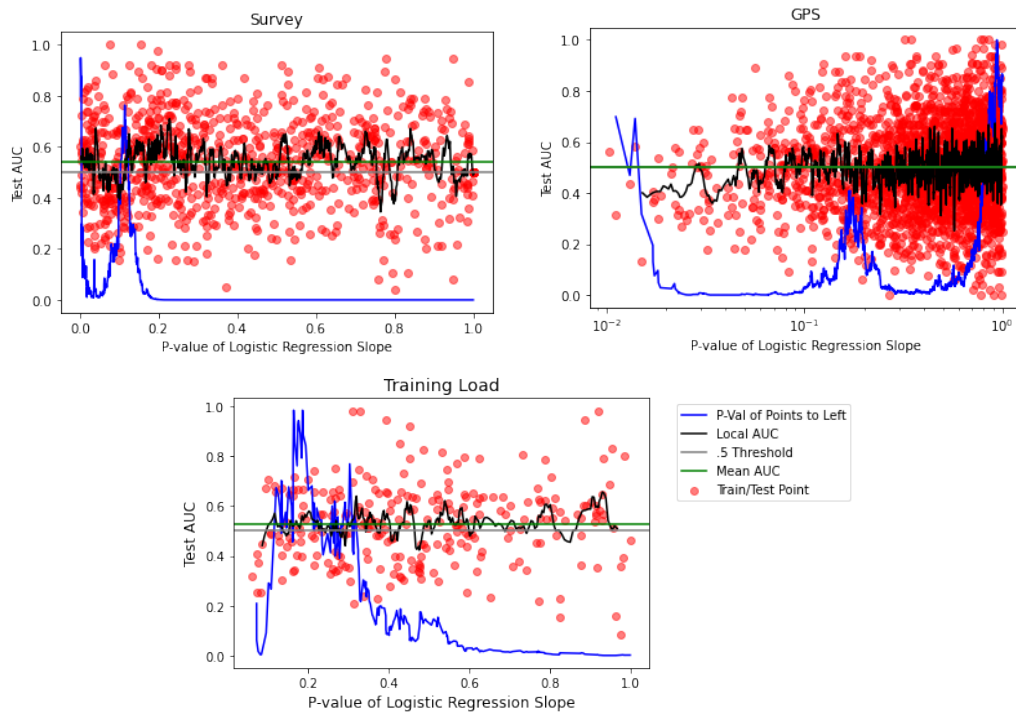 Survey
1.0
0.8
0.6
0.4
0.2
0.0
Test AUC
0.0 0.2 0.4 0.6 0.8 1.0
P-value of Logistic Regression Slope
GPS
1.0
0.8
0.6
0.4
0.2
0.0
Test AUC
10⁻² 10⁻¹ 10⁰
P-value of Logistic Regression Slope
Training Load
1.0
0.8
0.6
0.4
0.2
0.0
Test AUC
0.2 0.4 0.6 0.8 1.0
P-value of Logistic Regression Slope
P-Val of Points to Left
Local AUC
.5 Threshold
Mean AUC
Train/Test Point